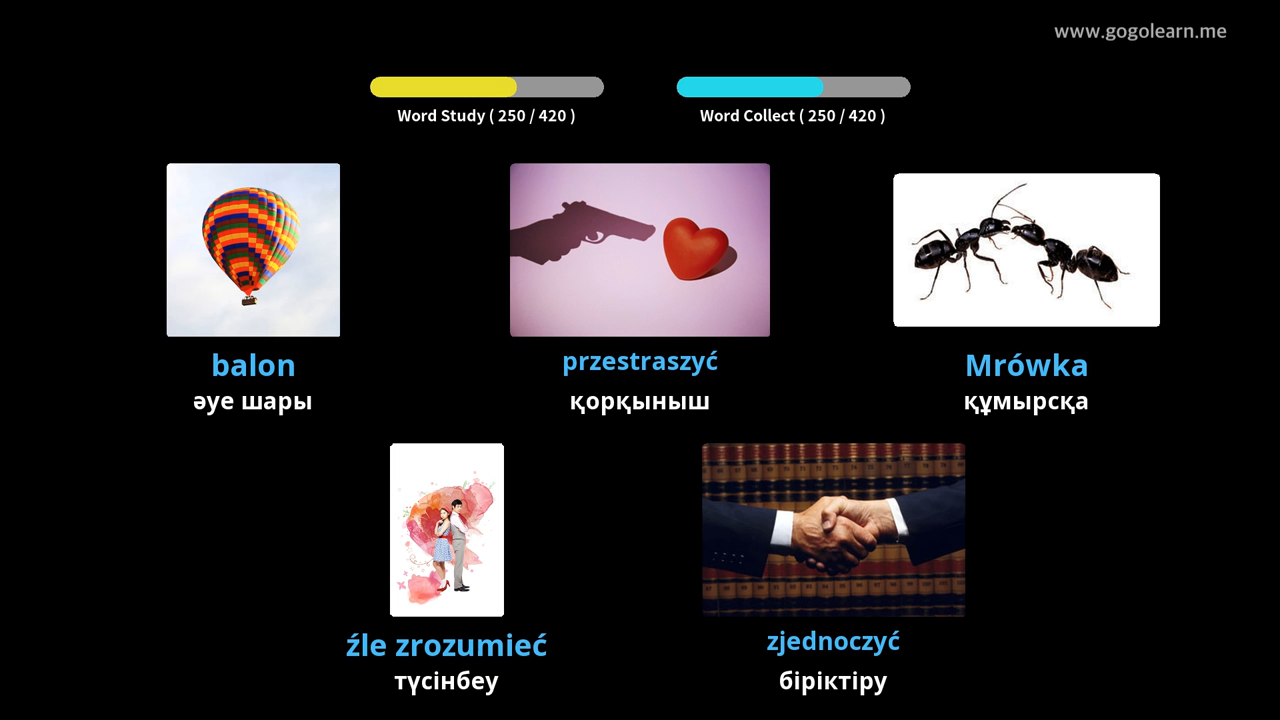 www.gogolearn.me
Word Study ( 250 / 420 )
Word Collect ( 250 / 420 )
balon
әуе шары
przestraszyć
қорқыныш
Mrówka
құмырсқа
źle zrozumieć
түсінбеу
zjednoczyć
біріктіру